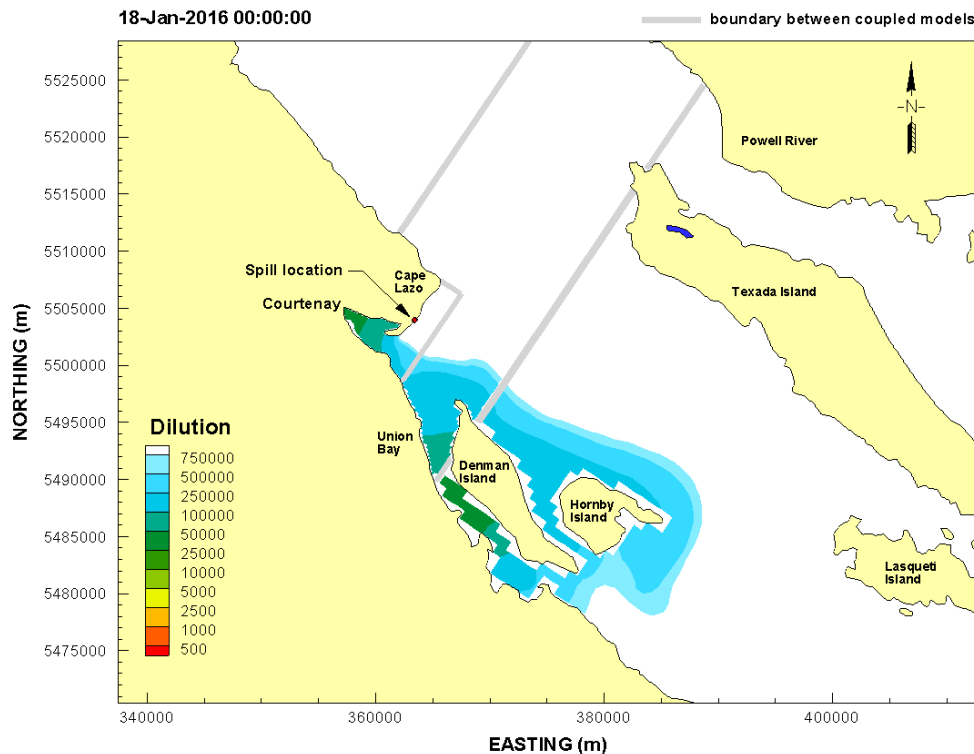 18-Jan-2016 00:00:00
boundary between coupled models
5525000
5520000
5515000
5510000
5505000
5500000
5495000
5490000
5485000
5480000
5475000
NORTHING (m)
-N-
Powell River
Spill location
Cape
Lazo
Courtenay
Texada Island
Union
Bay
Denman
Island
Hornby
Island
Lasqueti
Island
Dilution
750000
500000
250000
100000
50000
25000
10000
5000
2500
1000
500
340000
360000
380000
400000
EASTING (m)